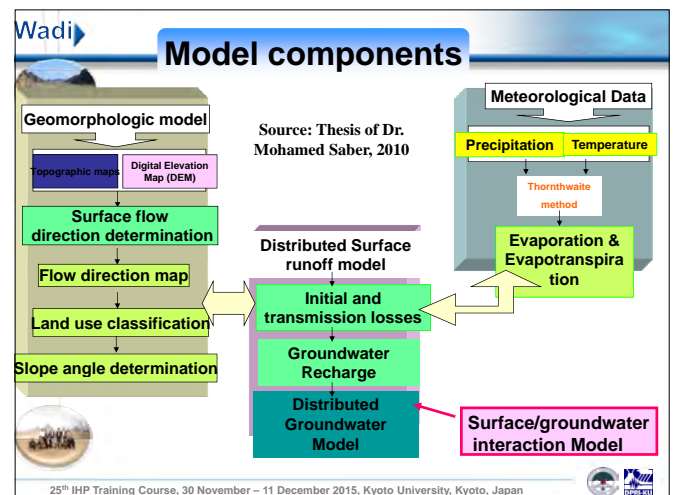 Wadi
Model components
Geomorphologic model
Topographic maps
Digital Elevation
Map (DEM)
Surface flow
direction determination
Flow direction map
Land use classification
Slope angle determination
Source: Thesis of Dr.
Mohamed Saber, 2010
Distributed Surface
runoff model
Initial and
transmission losses
Groundwater
Recharge
Distributed
Groundwater
Model
Meteorological Data
Precipitation
Temperature
Thornthwaite
method
Evaporation &
Evapotranspira
tion
Surface/groundwater
interaction Model
25th IHP Training Course, 30 November – 11 December 2015, Kyoto University, Kyoto, Japan
DPRI-KU